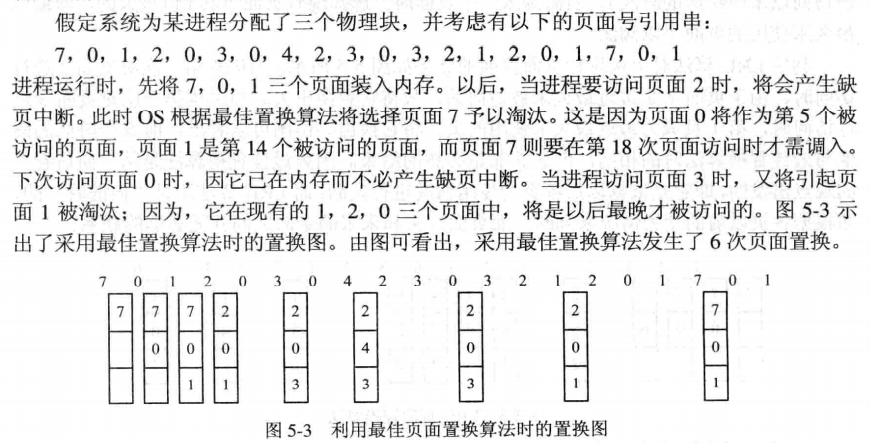 假定系统为某进程分配了三个物理块，并考虑有以下的页面号引用串：
7，0，1，2，0，3，0，4，2，3，0，3，2，1，2，0，1，7，0，1
进程运行时，先将 7，0，1 三个页面装入内存。以后，当进程要访问页面 2 时，将会产生缺
页中断。此时 OS 根据最佳置换算法将选择页面 7 予以淘汰。这是因为页面 0 将作为第 5 个被
访问的页面，页面 1 是第 14 个被访问的页面，而页面 7 则要在第 18 次页面访问时才需调入。
下次访问页面 0 时，因它已在内存而不必产生缺页中断。当进程访问页面 3 时，又将引起页
面 1 被淘汰；因为，它在现有的 1，2，0 三个页面中，将是以后最晚才被访问的。图 5-3 示
出了采用最佳置换算法时的置换图。由图可看出，采用最佳置换算法发生了 6 次页面置换。
7 0 1 2 0 3 0 4 2 3 0 3 2 1 2 0 1 7 0 1
7 7 7 2 2 2 2 2 7
0 0 0 0 4 0 0 0
1 1 3 3 3 1 1
图 5-3 利用最佳页面置换算法时的置换图